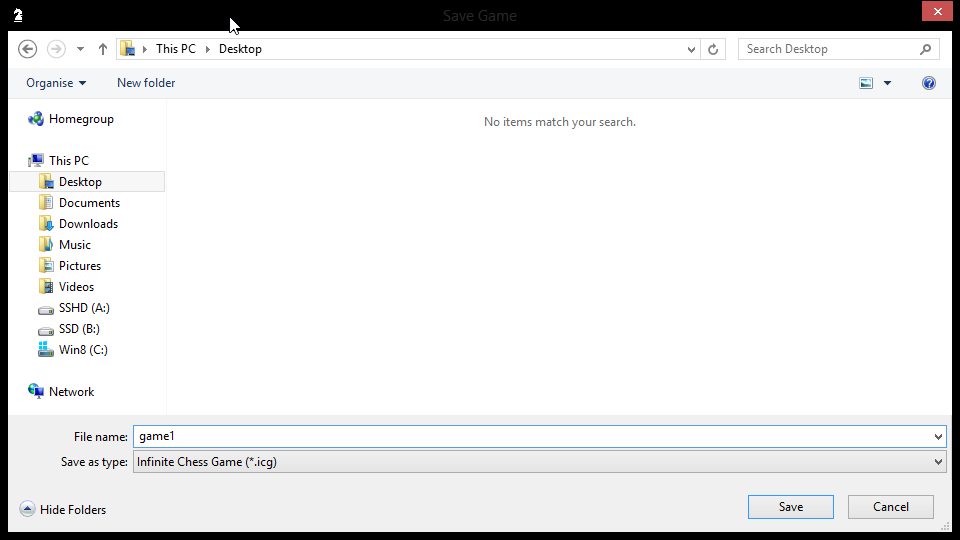 Save Game
This PC Desktop
Search Desktop
Organise New folder
Homegroup
No items match your search.
This PC
Desktop
Documents
Downloads
Music
Pictures
Videos
SSHD (A:)
SSD (B:)
Win8 (C:)
Network
File name: game1
Save as type: Infinite Chess Game (*.icg)
Hide Folders Save Cancel